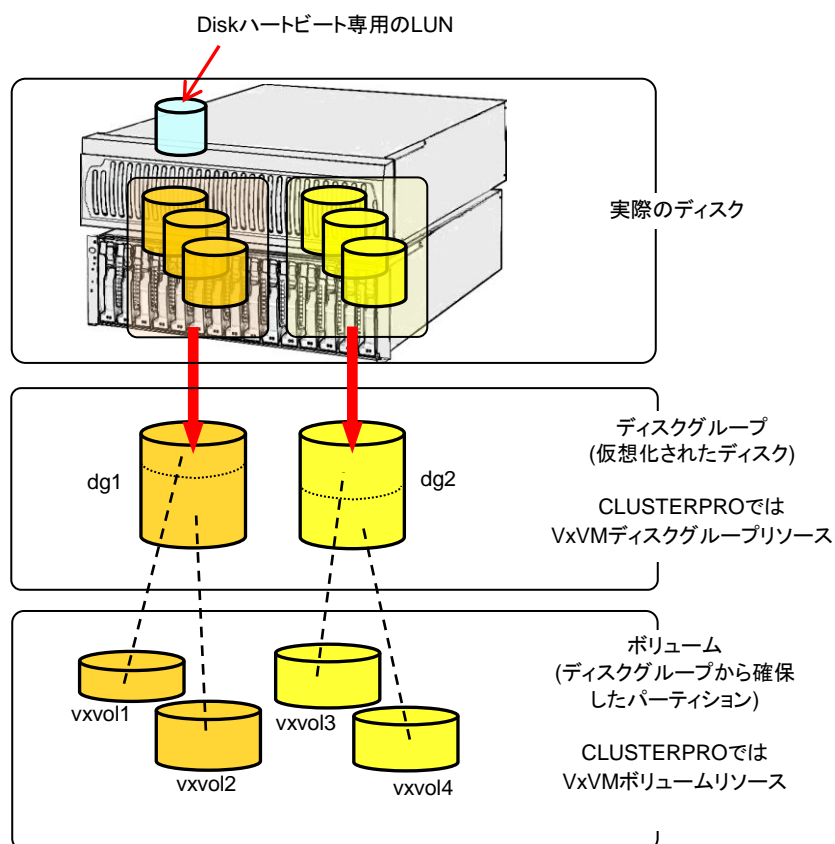 Diskハートビート専用のLUN
実際のディスク
ディスクグループ
(仮想化されたディスク)
dg1
dg2
CLUSTERPROでは
VxVMディスクグループリソース
ボリューム
(ディスクグループから確保
したパーティション)
vxvol1
vxvol3
CLUSTERPROでは
VxVMボリュームリソース
vxvol2
vxvol4